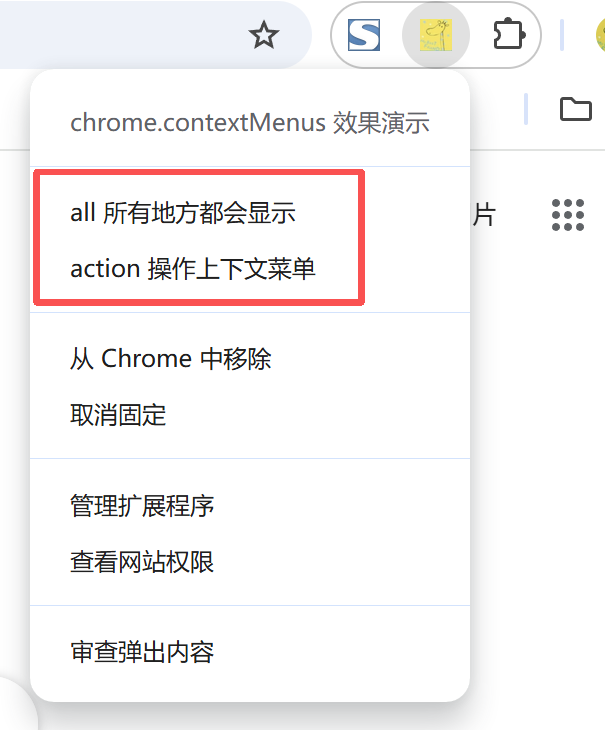 S
chrome.contextMenus 效果演示
all 所有地方都会显示
片
action 操作上下文菜单
从 Chrome 中移除
取消固定
管理扩展程序
查看网站权限
审查弹出内容